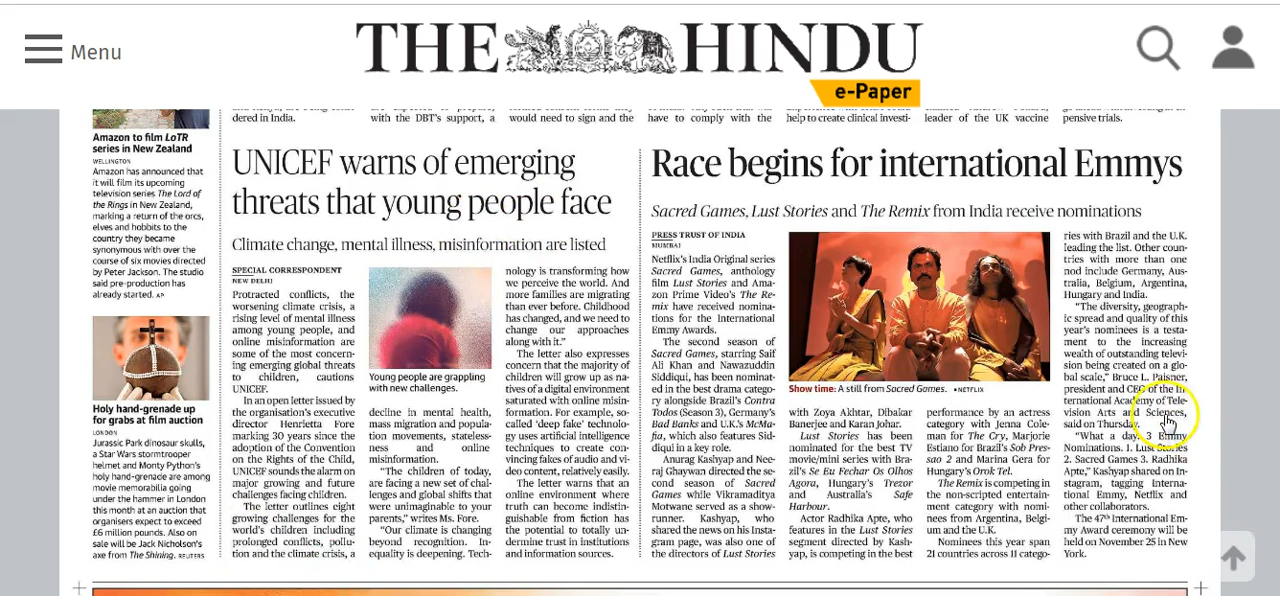 Menu
THE HINDU
e-Paper
dered in India.
with the DBT's support, a
would need to sign and the
have to comply with the
help to create clinical investi-
leader of the UK vaccine
pensive trials.
Amazon to film LoTR
series in New Zealand
WELLINGTON
Amazon has announced that
it will film its upcoming
television series The Lord of
the Rings in New Zealand,
marking a return of the orcs,
elves and hobbits to the
country they became
synonymous with over the
course of six movies directed
by Peter Jackson. The studio
said pre-production has
already started. AP
Holy hand-grenade up
for grabs at film auction
LONDON
Jurassic Park dinosaur skulls,
a Star Wars stormtrooper
helmet and Monty Python's
holy hand-grenade are among
movie memorabilia going
under the hammer in London
this month at an auction that
organisers expect to exceed
£6 million pounds. Also on
sale will be Jack Nicholson's
axe from The Shining. REUTERS
UNICEF warns of emerging
threats that young people face
Climate change, mental illness, misinformation are listed
SPECIAL CORRESPONDENT
NEW DELHI
Protracted conflicts, the
worsening climate crisis, a
rising level of mental illness
among young people, and
online misinformation are
some of the most concern-
ing emerging global threats
to children, cautions
UNICEF.
In an open letter issued by
the organisation's executive
director Henrietta Fore
marking 30 years since the
adoption of the Convention
on the Rights of the Child,
UNICEF sounds the alarm on
major growing and future
challenges facing children.
The letter outlines eight
growing challenges for the
world's children including
prolonged conflicts, pollu-
tion and the climate crisis, a
Young people are grappling
with new challenges.
decline in mental health,
mass migration and popula-
tion movements, stateless-
ness and online
misinformation.
"The children of today,
are facing a new set of chal-
lenges and global shifts that
were unimaginable to your
parents," writes Ms. Fore.
"Our climate is changing
beyond recognition. In-
equality is deepening. Tech-
nology is transforming how
we perceive the world. And
more families are migrating
than ever before. Childhood
has changed, and we need to
change our approaches
along with it."
The letter also expresses
concern that the majority of
children will grow up as na-
tives of a digital environment
saturated with online misin-
formation. For example, so-
called 'deep fake' technolo-
gy uses artificial intelligence
techniques to create con-
vincing fakes of audio and vi-
deo content, relatively easily.
The letter warns that an
online environment where
truth can become indistin-
guishable from fiction has
the potential to totally un-
dermine trust in institutions
and information sources.
Race begins for international Emmys
Sacred Games, Lust Stories and The Remix from India receive nominations
PRESS TRUST OF INDIA
MUMBAI
Netflix's India Original series
Sacred Games, anthology
film Lust Stories and Ama-
zon Prime Video's The Re-
mix have received nomina-
tions for the International
Emmy Awards.
The second season of
Sacred Games, starring Saif
Ali Khan and Nawazuddin
Siddiqui, has been nominat-
ed in the best drama catego-
ry alongside Brazil's Contra
Todos (Season 3), Germany's
Bad Banks and U.K.'s McMa-
fia, which also features Sid-
diqui in a key role.
Anurag Kashyap and Nee-
raj Ghaywan directed the se-
cond season of Sacred
Games while Vikramaditya
Motwane served as a show-
runner. Kashyap, who
shared the news on his Insta-
gram page, was also one of
the directors of Lust Stories
Show time: A still from Sacred Games. •NETFLIX
with Zoya Akhtar, Dibakar
Banerjee and Karan Johar.
Lust Stories has been
nominated for the best TV
movie/mini series with Bra-
zil's Se Eu Fechar Os Olhos
Agora, Hungary's Trezor
and Australia's Safe
Harbour.
Actor Radhika Apte, who
features in the Lust Stories
segment directed by Kash-
yap, is competing in the best
performance by an actress
category with Jenna Cole-
man for The Cry, Marjorie
Estiano for Brazil's Sob Pres-
sao 2 and Marina Gera for
Hungary's Orok Tel.
The Remix is competing in
the non-scripted entertain-
ment category with nomi-
nees from Argentina, Belgi-
um and the U.K.
Nominees this year span
21 countries across 11 catego-
ries with Brazil and the U.K.
leading the list. Other coun-
tries with more than one
nod include Germany, Aus-
tralia, Belgium, Argentina,
Hungary and India.
"The diversity, geograph-
ic spread and quality of this
year's nominees is a testa-
ment to the increasing
wealth of outstanding televi-
sion being created on a glo-
bal scale," Bruce L. Paisner,
president and CEO of the In-
ternational Academy of Tele-
vision Arts and Sciences,
said on Thursday.
"What a day. 3 Emmy
Nominations. 1. Lust Stories
2. Sacred Games 3. Radhika
Apte," Kashyap shared on In-
stagram, tagging Interna-
tional Emmy, Netflix and
other collaborators.
The 47th International Em-
my Award ceremony will be
held on November 25 in New
York.